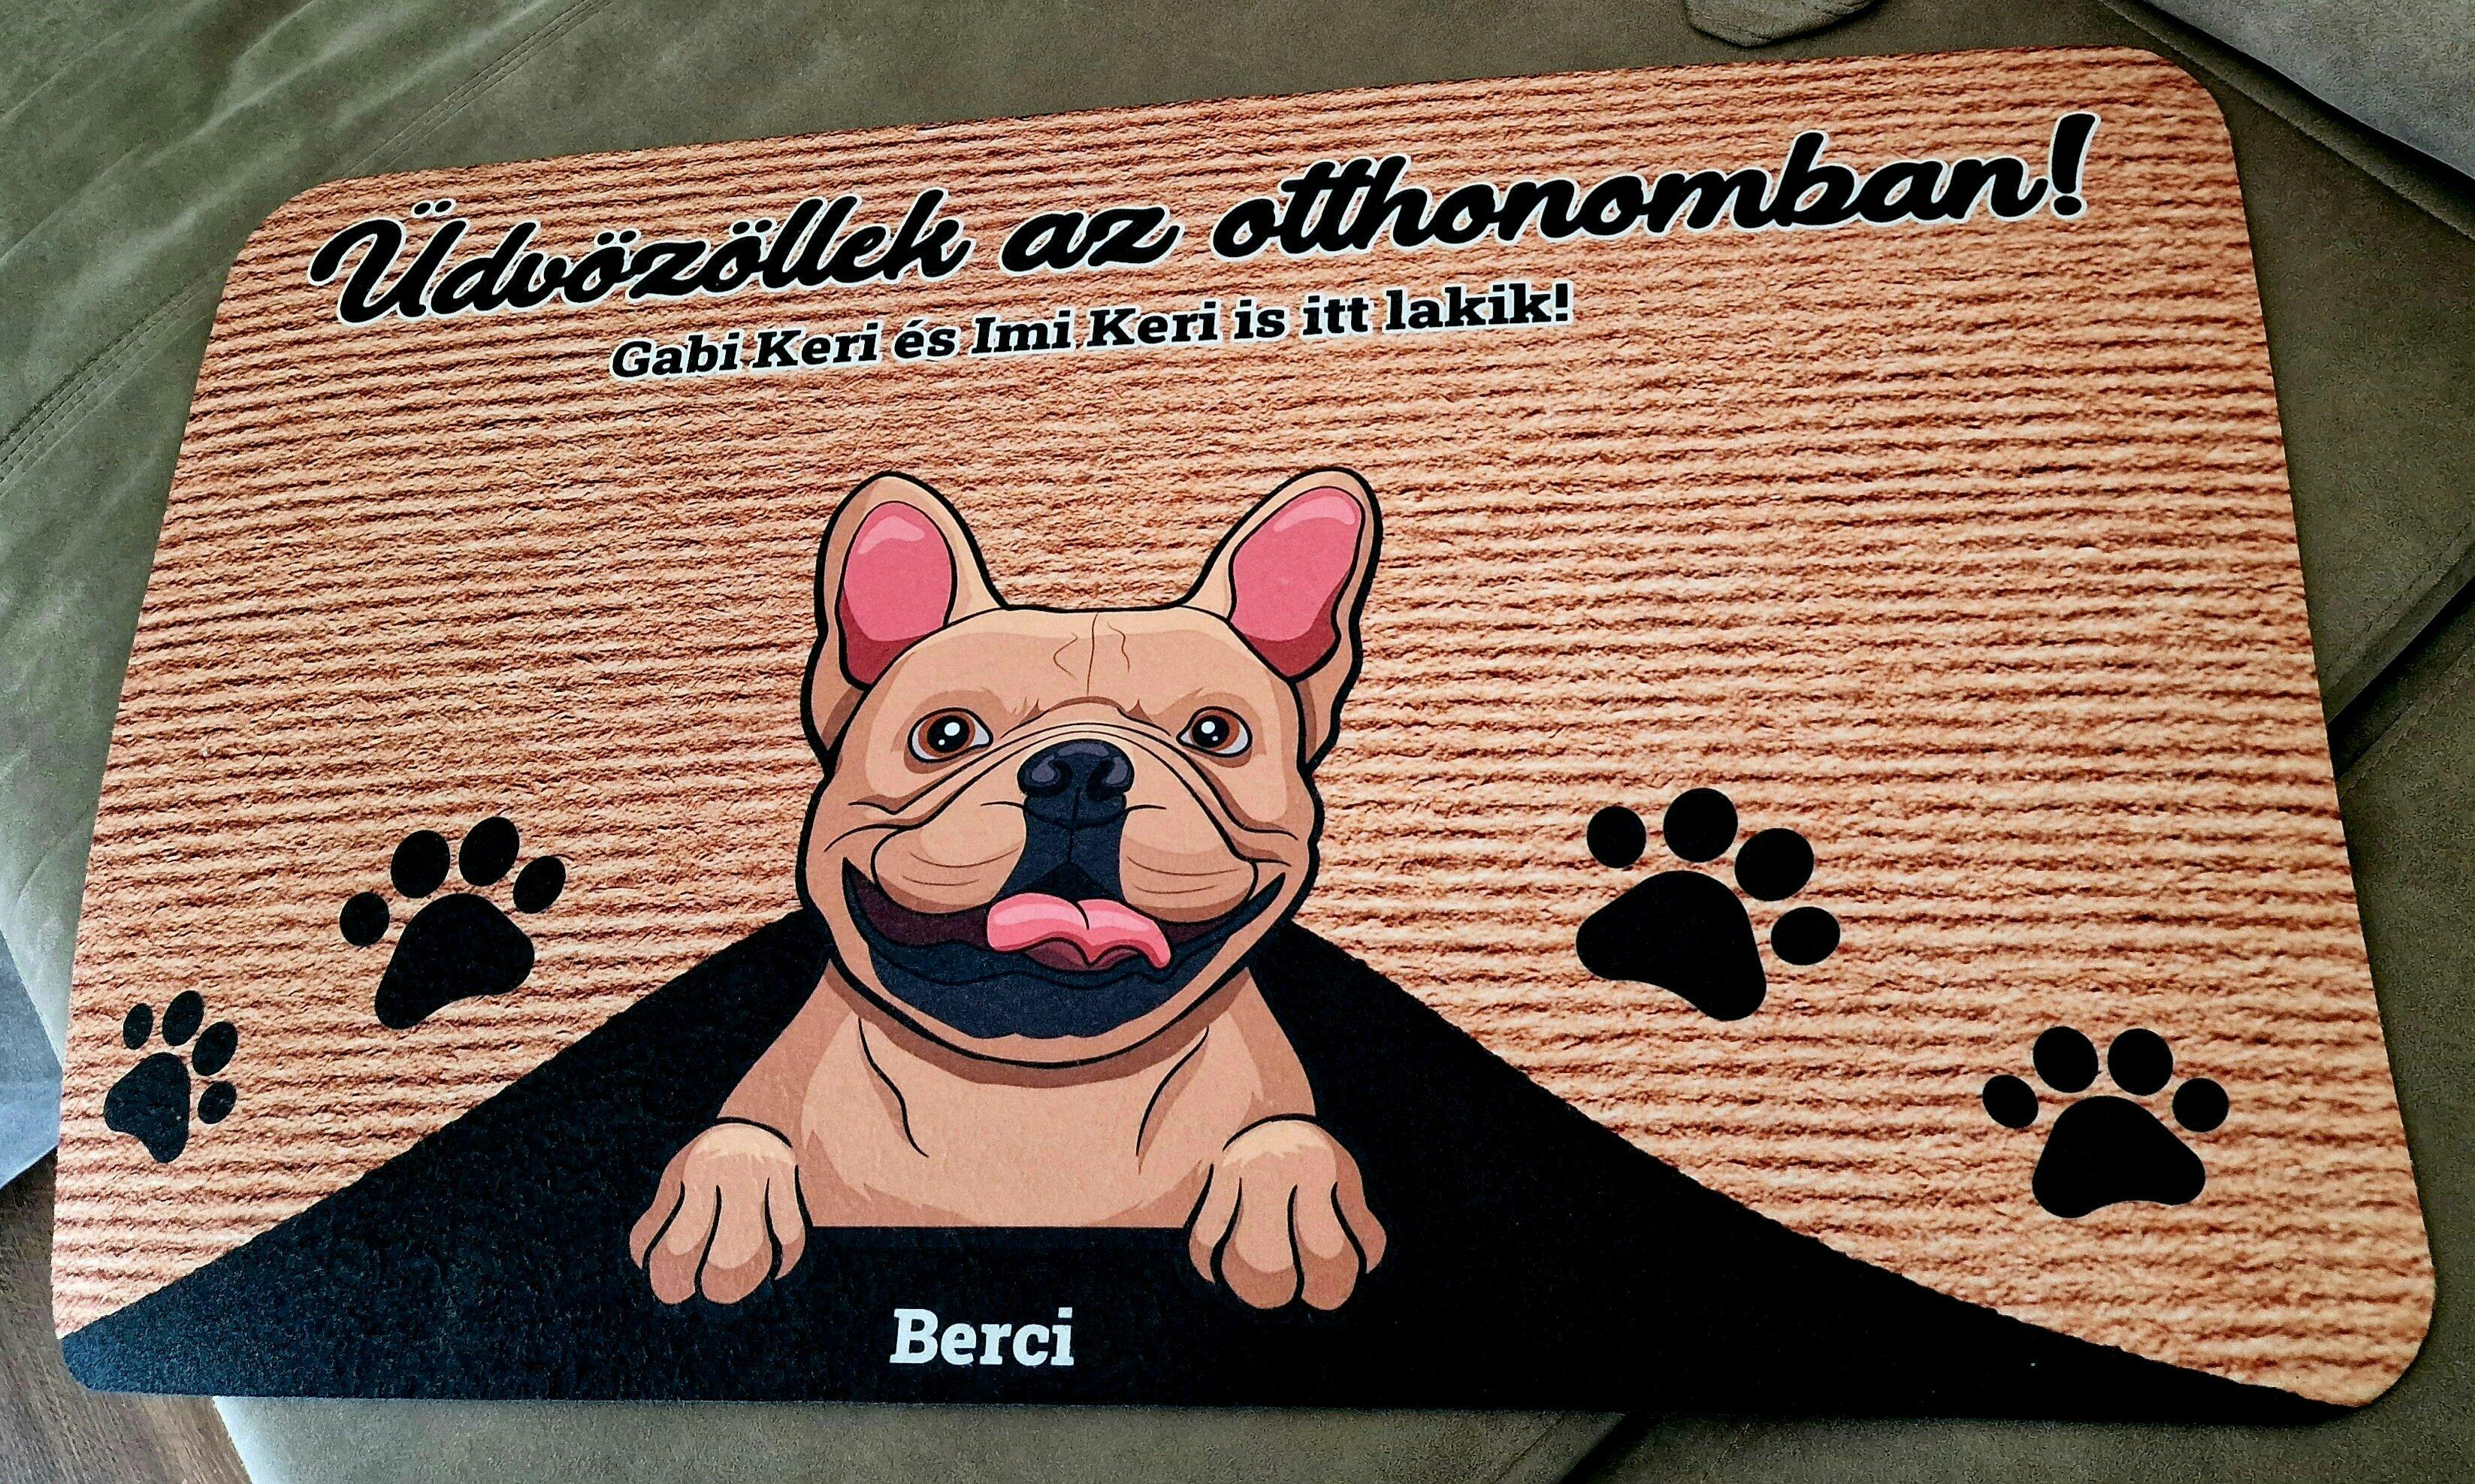 Üdvözöllek az otthonomban!
Gabi Keri és Imi Keri is itt lakik!
Berci